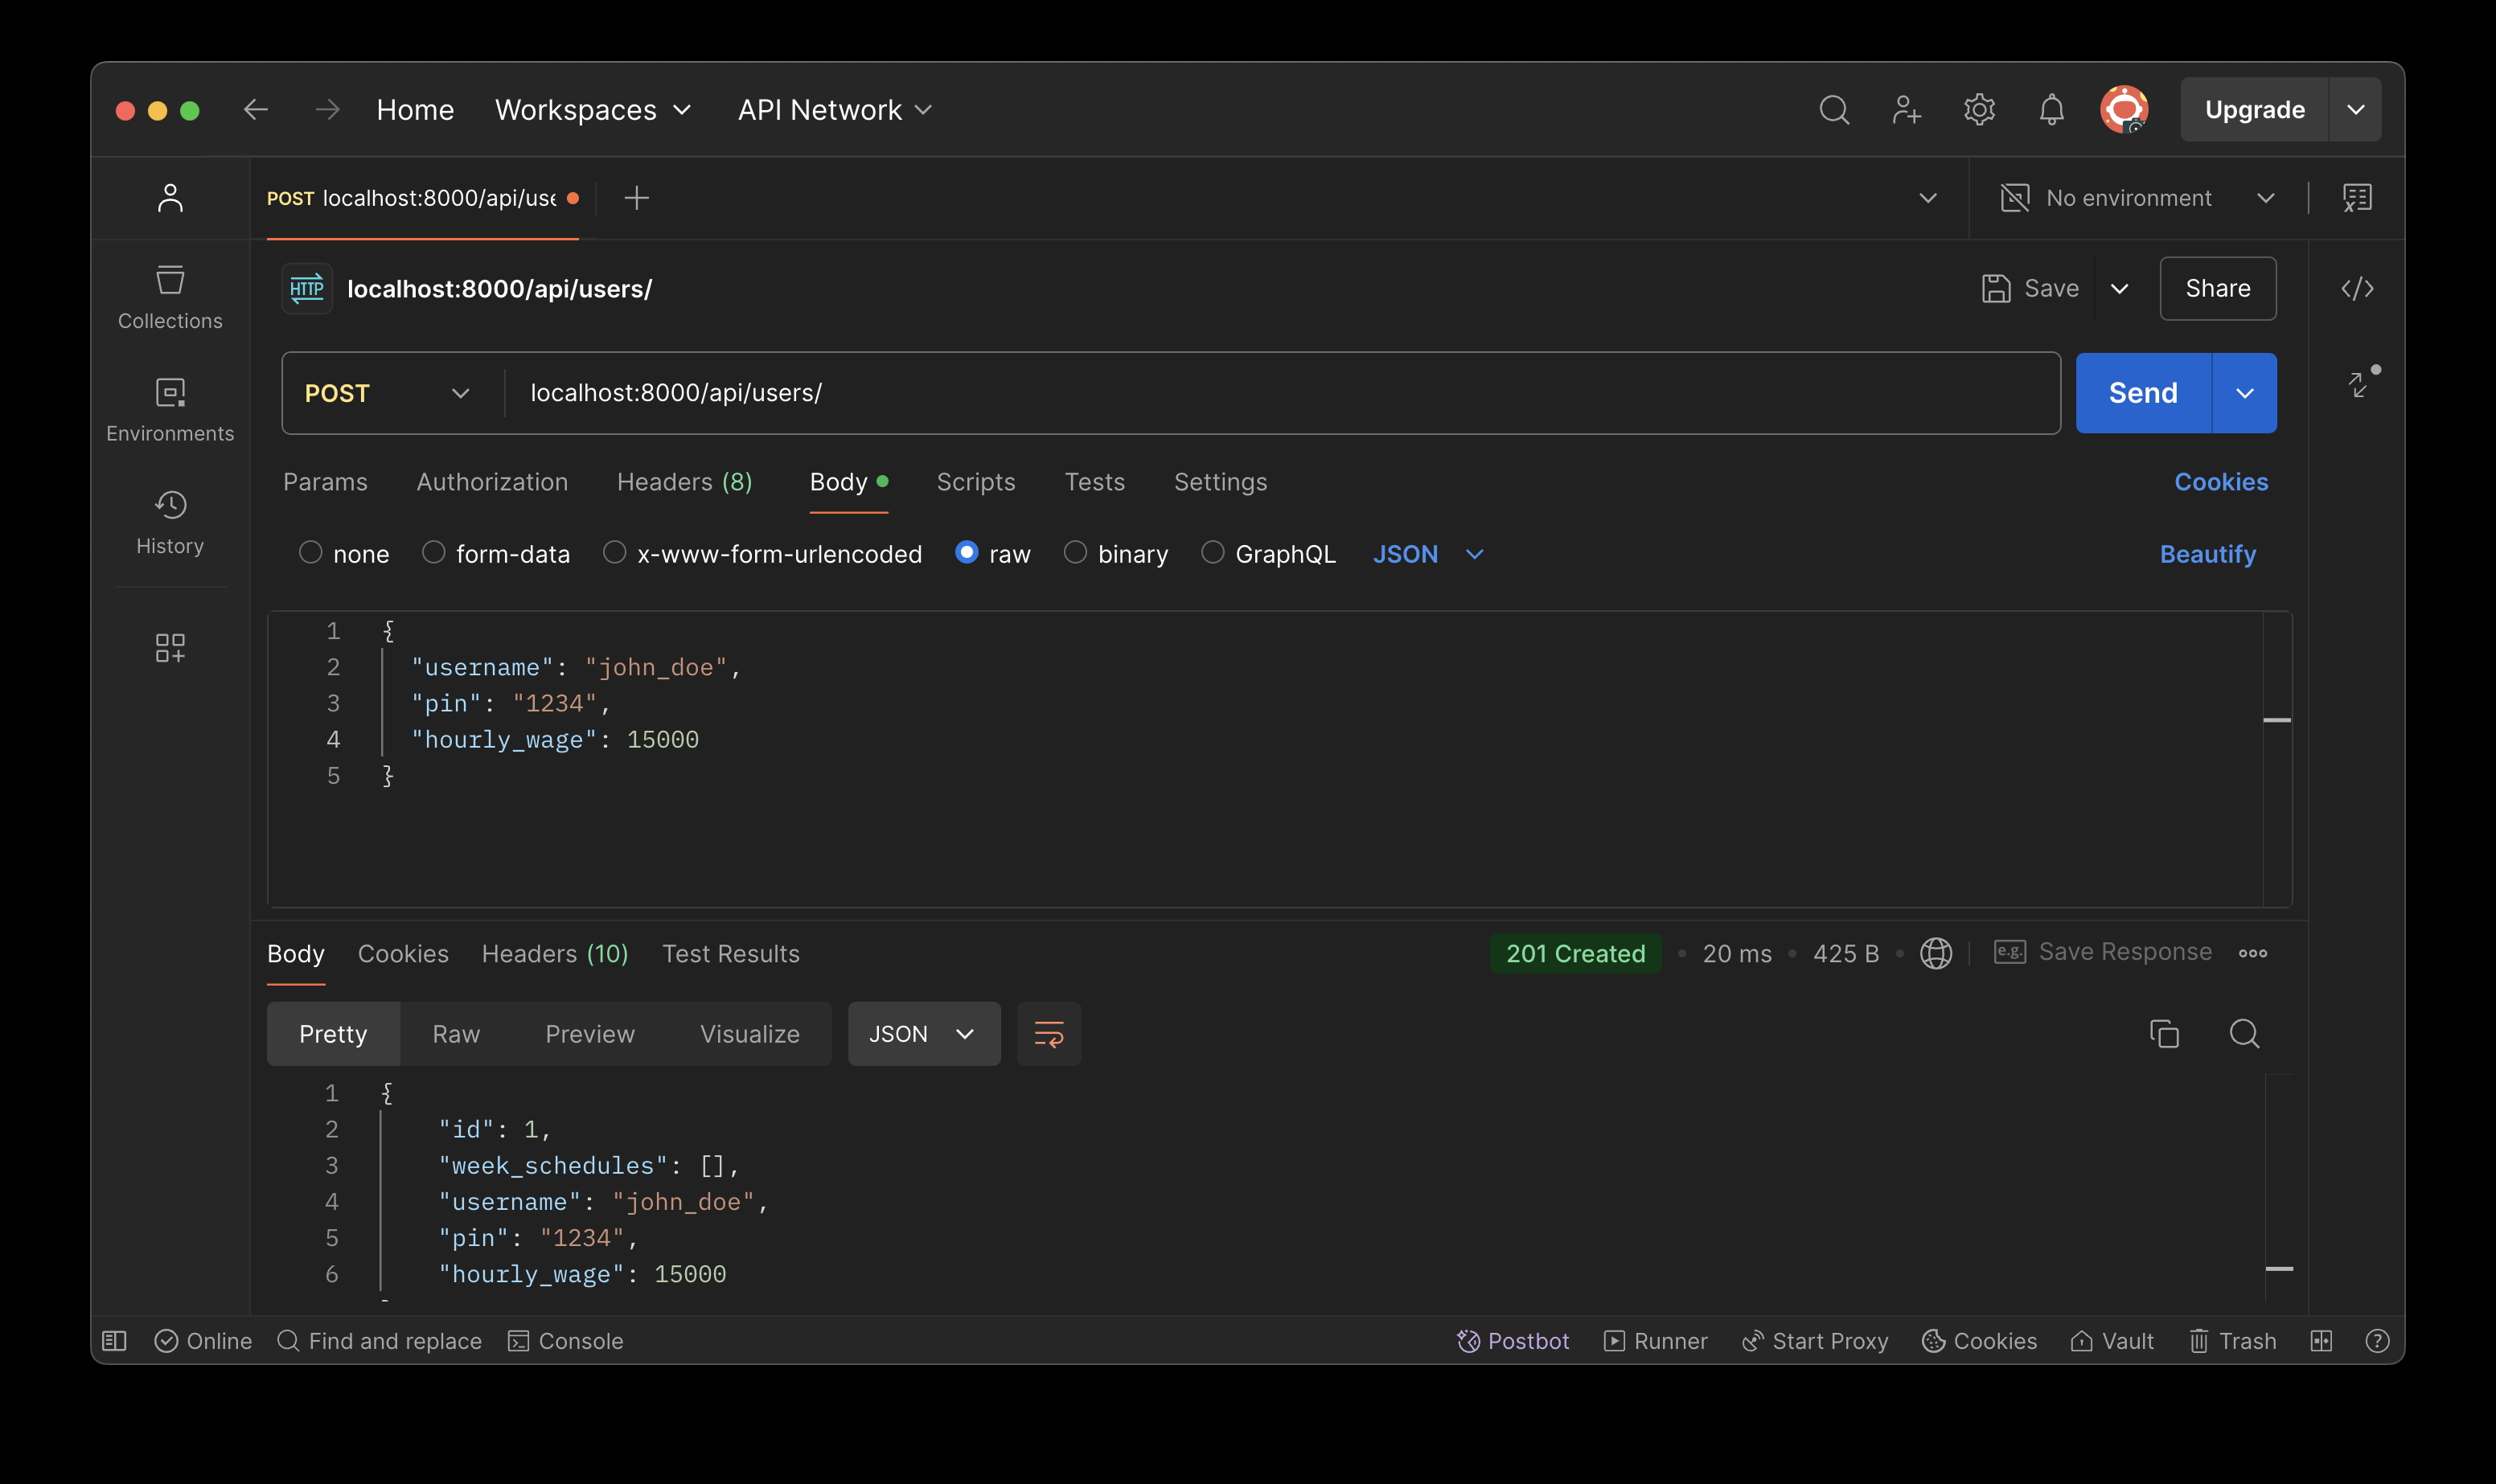 Home Workspaces API Network Upgrade
POST localhost:8000/api/use No environment
HTTP localhost:8000/api/users/ Save Share
Collections
POST localhost:8000/api/users/ Send
Environments
Params Authorization Headers (8) Body Scripts Tests Settings Cookies
History
none form-data x-www-form-urlencoded raw binary GraphQL JSON Beautify
1 {
2 "username": "john_doe",
3 "pin": "1234",
4 "hourly_wage": 15000
5 }
Body Cookies Headers (10) Test Results 201 Created 20 ms 425 B e.g. Save Response
Pretty Raw Preview Visualize JSON
1 {
2 "id": 1,
3 "week_schedules": [],
4 "username": "john_doe",
5 "pin": "1234",
6 "hourly_wage": 15000
Online Find and replace Console Postbot Runner Start Proxy Cookies Vault Trash